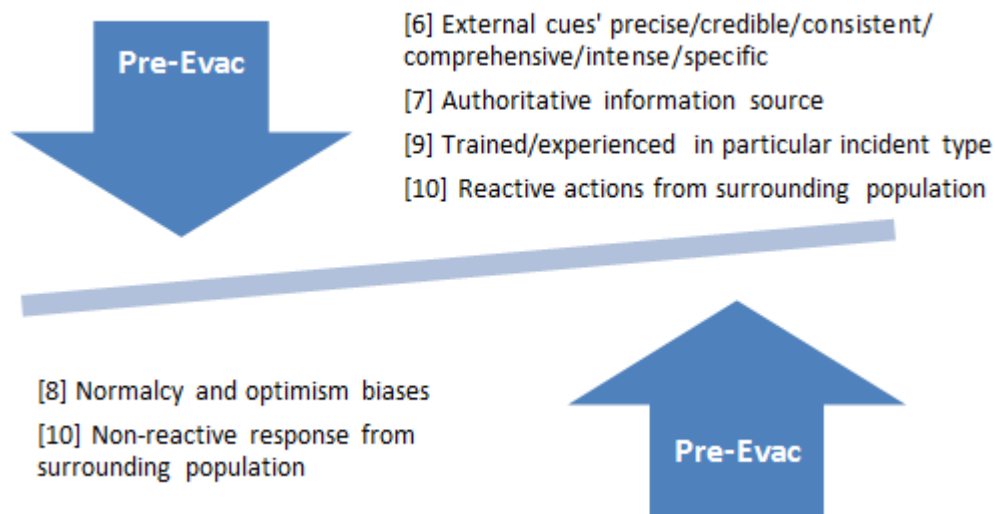 Pre-Evac
[6] External cues' precise/credible/consistent/
comprehensive/intense/specific
[7] Authoritative information source
[9] Trained/experienced in particular incident type
[10] Reactive actions from surrounding population
[8] Normalcy and optimism biases
[10] Non-reactive response from
surrounding population
Pre-Evac